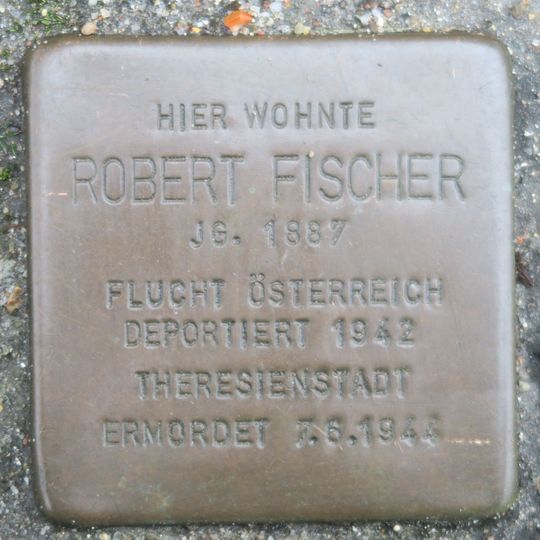 HIER WOHNTE
ROBERT FISCHER
JG. 1887
FLUCHT ÖSTERREICH
DEPORTIERT 1942
THERESIENSTADT
ERMORDET 7.6.1944